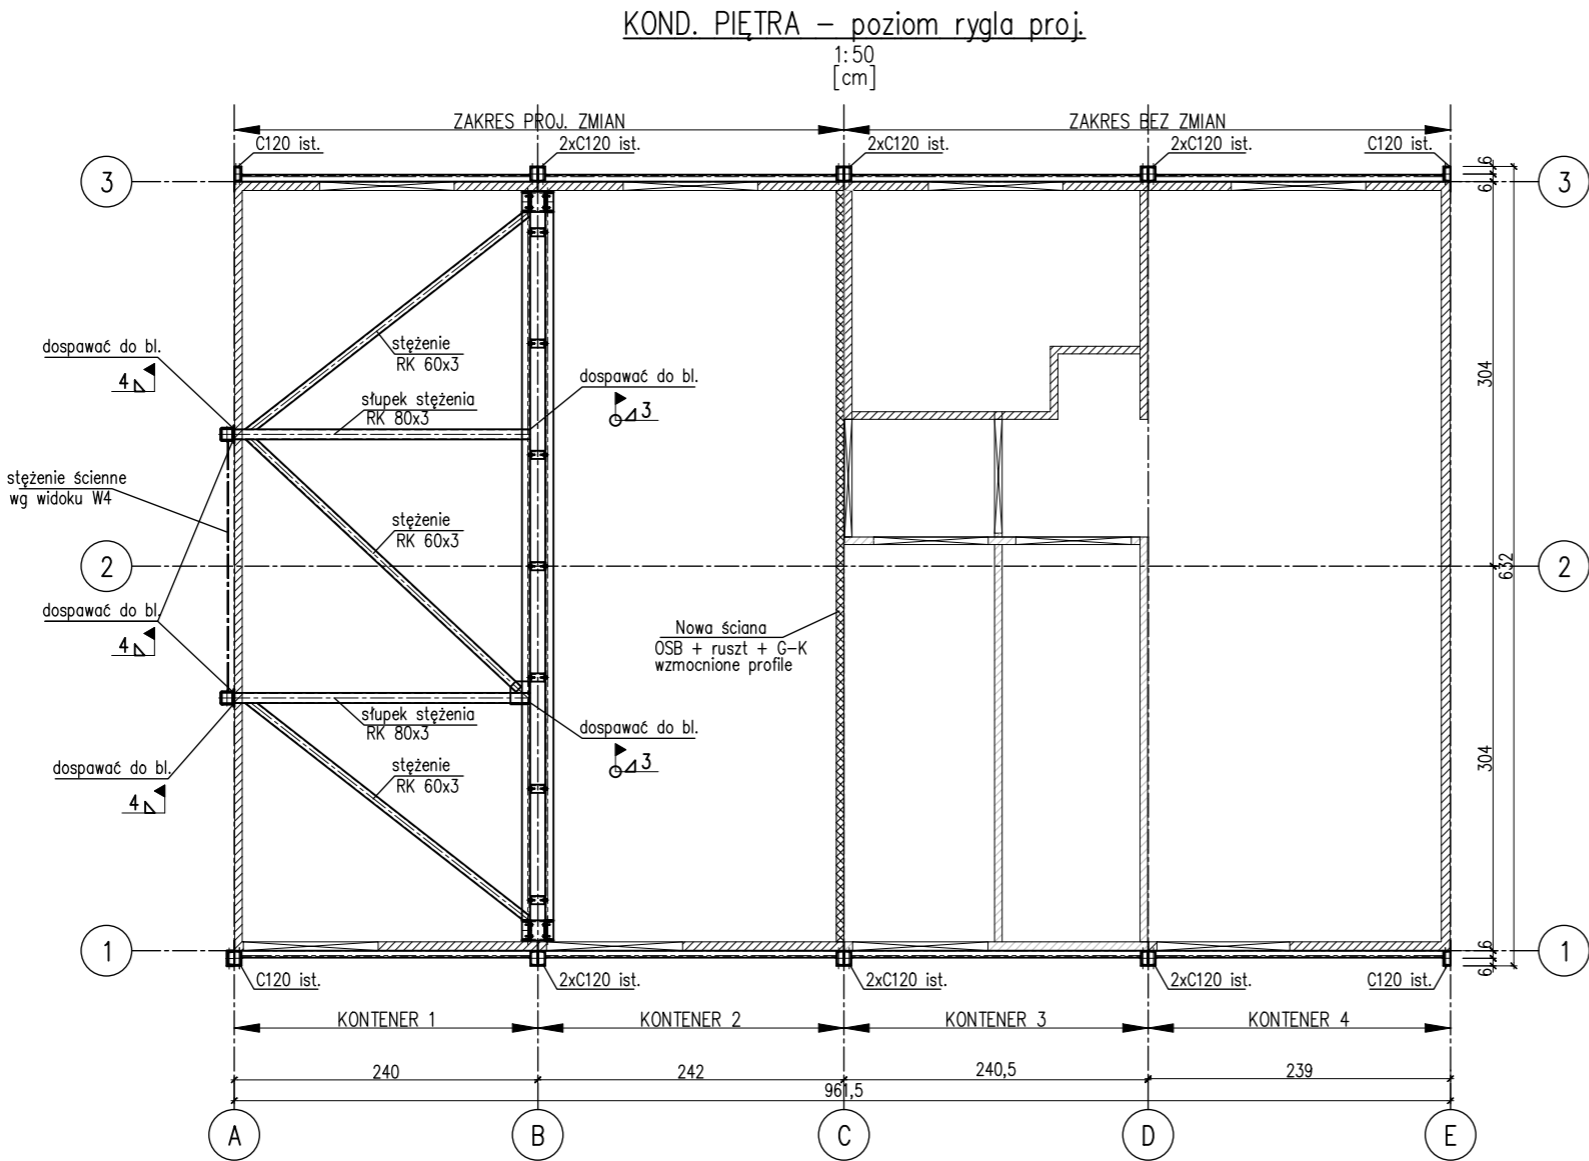 KOND. PIĘTRA – poziom rygla proj.
1:50
[cm]
ZAKRES PROJ. ZMIAN
ZAKRES BEZ ZMIAN
C120 ist.
2xC120 ist.
2xC120 ist.
2xC120 ist.
C120 ist.
6
6
3
3
stężenie
RK 60x3
dospawać do bl.
4
dospawać do bl.
3
304
słupek stężenia
RK 80x3
stężenie ścienne
wg widoku W4
stężenie
RK 60x3
2
2
632
dospawać do bl.
4
Nowa ściana
OSB + ruszt + G-K
wzmocnione profile
słupek stężenia
RK 80x3
dospawać do bl.
3
dospawać do bl.
4
stężenie
RK 60x3
304
1
1
6
6
C120 ist.
2xC120 ist.
2xC120 ist.
2xC120 ist.
C120 ist.
KONTENER 1
KONTENER 2
KONTENER 3
KONTENER 4
240
242
240,5
239
961,5
A
B
C
D
E